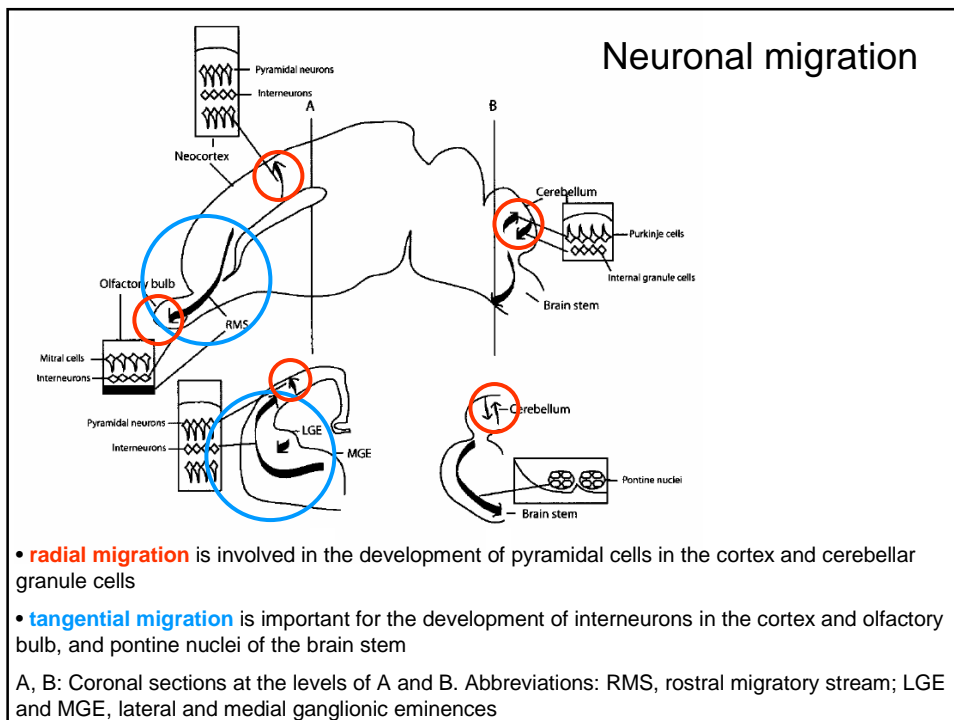 Neuronal migration
Pyramidal neurons
Interneurons
A
B
Neocortex
Cerebellum
Purkinje cells
Internal granule cells
Olfactory bulb
Brain stem
RMS
Mitral cells
Interneurons
Pyramidal neurons
Interneurons
LGE
MGE
Cerebellum
Pontine nuclei
Brain stem
• radial migration is involved in the development of pyramidal cells in the cortex and cerebellar
granule cells
• tangential migration is important for the development of interneurons in the cortex and olfactory
bulb, and pontine nuclei of the brain stem
A, B: Coronal sections at the levels of A and B. Abbreviations: RMS, rostral migratory stream; LGE
and MGE, lateral and medial ganglionic eminences